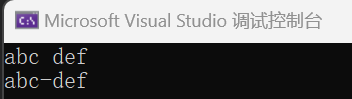 Microsoft Visual Studio 调试控制台
abc def
abc-def